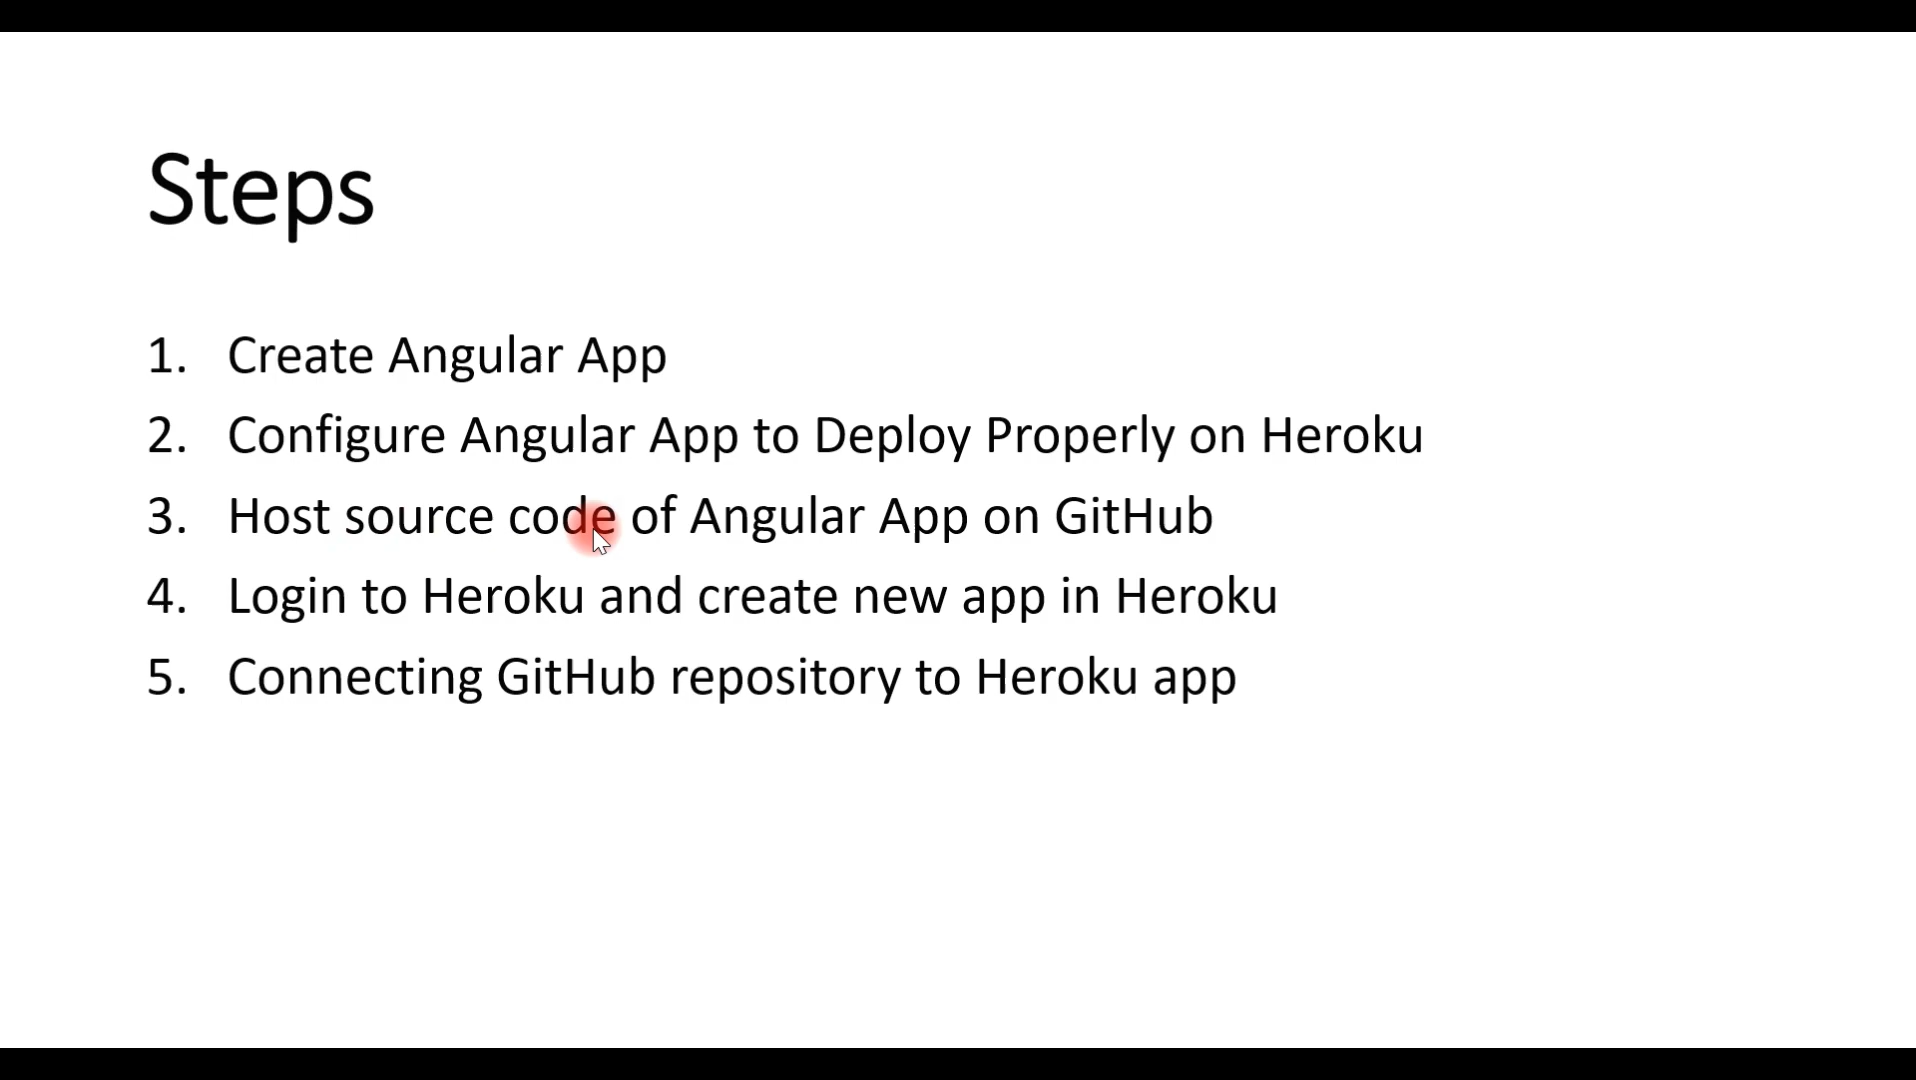 Steps
1. Create Angular App
2. Configure Angular App to Deploy Properly on Heroku
3. Host source code of Angular App on GitHub
4. Login to Heroku and create new app in Heroku
5. Connecting GitHub repository to Heroku app